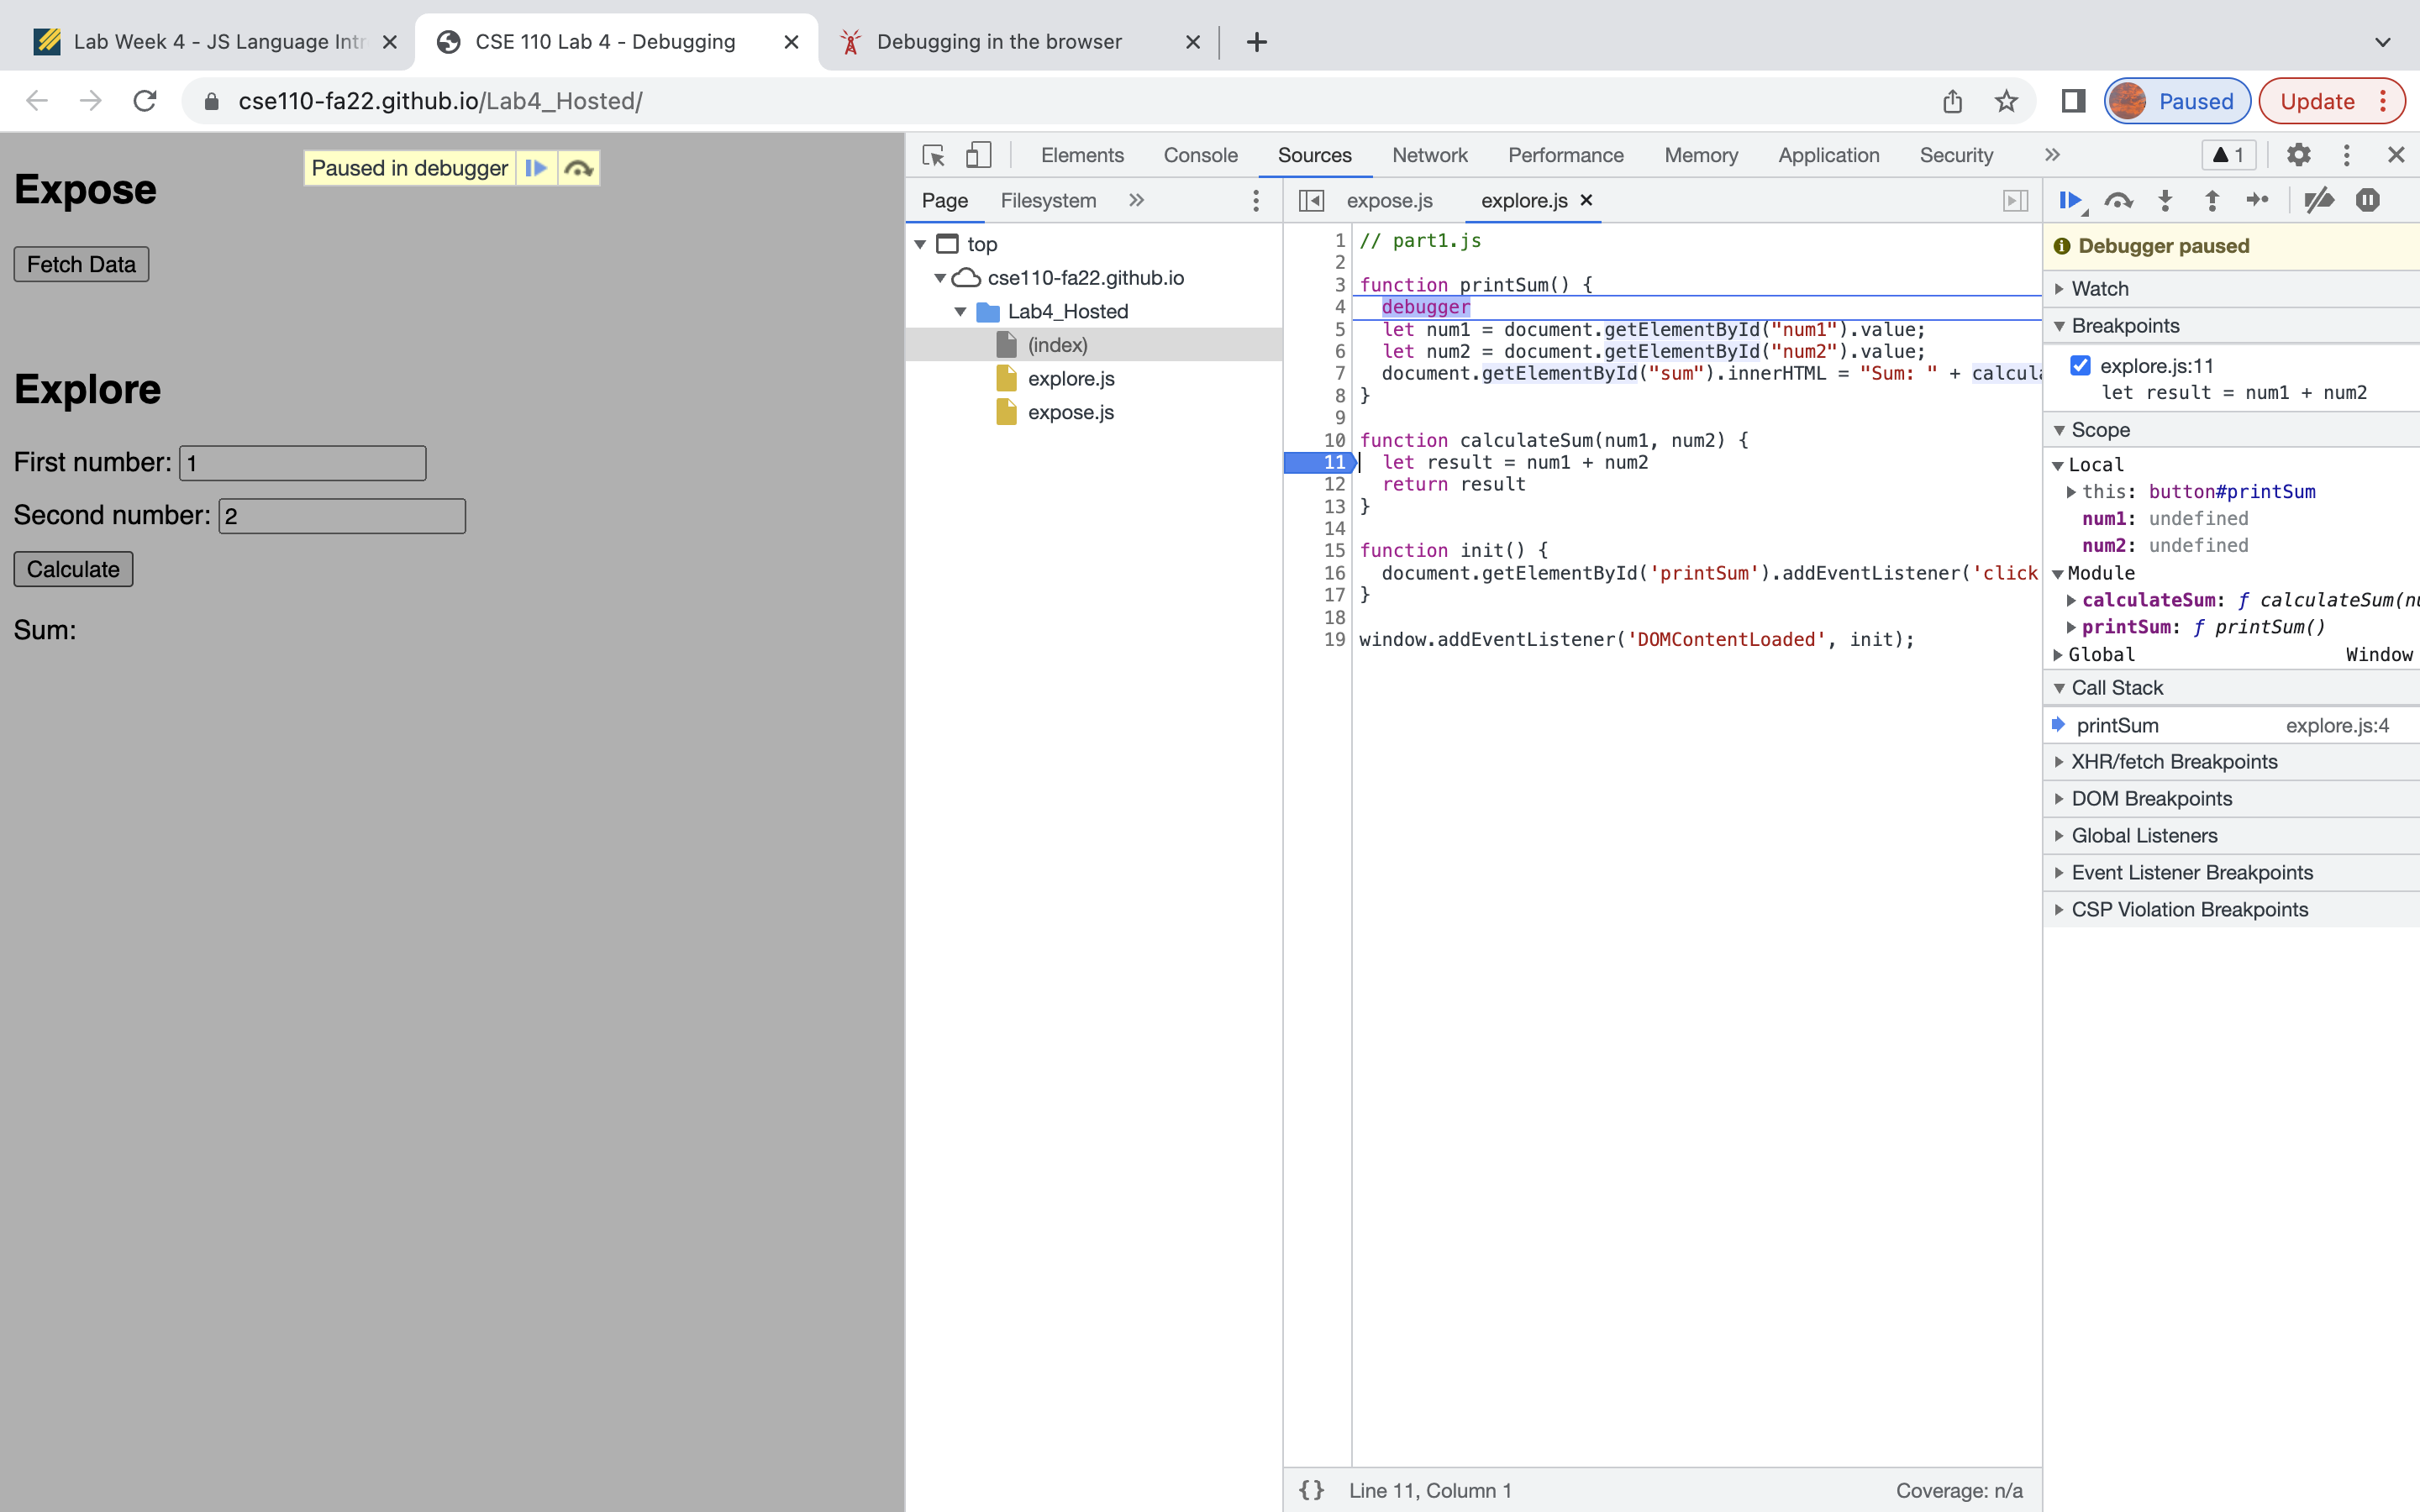 Lab Week 4 - JS Language Intr
CSE 110 Lab 4 - Debugging
Debugging in the browser
cse110-fa22.github.io/Lab4_Hosted/
Paused
Update
Expose
Paused in debugger
Fetch Data
Explore
First number: 1
Second number: 2
Calculate
Sum:
Elements Console Sources Network Performance Memory Application Security » 1
Page Filesystem »
top
cse110-fa22.github.io
Lab4_Hosted
(index)
explore.js
expose.js
expose.js explore.js
1 // part1.js
2
3 function printSum() {
4 debugger
5 let num1 = document.getElementById("num1").value;
6 let num2 = document.getElementById("num2").value;
7 document.getElementById("sum").innerHTML = "Sum: " + calcula
8 }
9
10 function calculateSum(num1, num2) {
11 let result = num1 + num2
12 return result
13 }
14
15 function init() {
16 document.getElementById('printSum').addEventListener('click
17 }
18
19 window.addEventListener('DOMContentLoaded', init);
{} Line 11, Column 1 Coverage: n/a
Debugger paused
Watch
Breakpoints
explore.js:11
let result = num1 + num2
Scope
Local
this: button#printSum
num1: undefined
num2: undefined
Module
calculateSum: ƒ calculateSum(nu
printSum: ƒ printSum()
Global Window
Call Stack
printSum explore.js:4
XHR/fetch Breakpoints
DOM Breakpoints
Global Listeners
Event Listener Breakpoints
CSP Violation Breakpoints